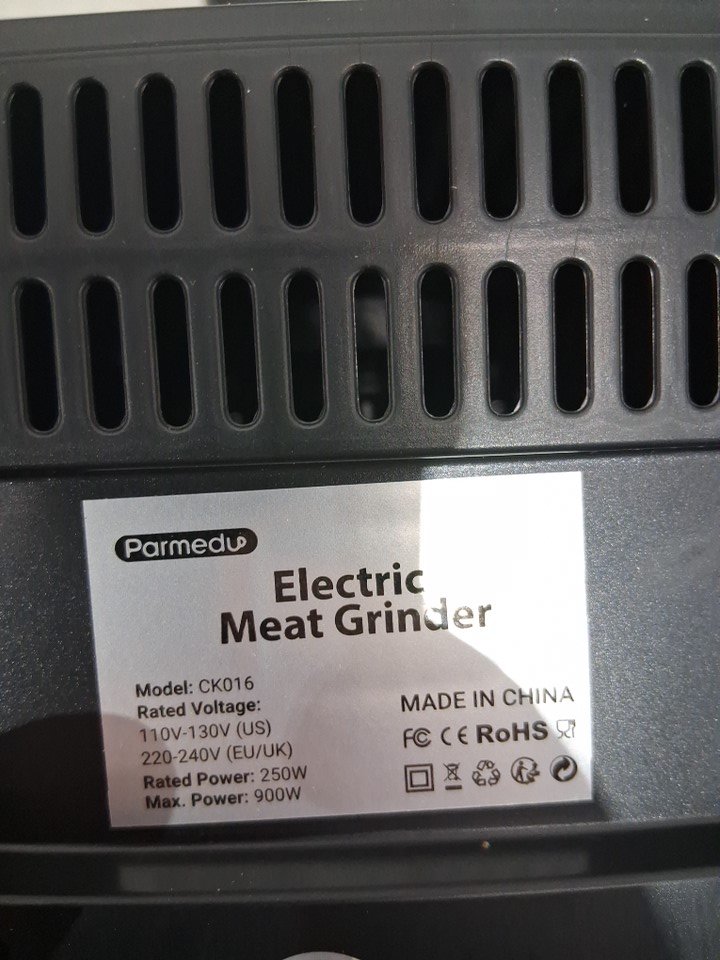 Parmedu
Electric
Meat Grinder
Model: CK016
Rated Voltage:
110V-130V (US)
220-240V (EU/UK)
Rated Power: 250W
Max. Power: 900W
MADE IN CHINA
FC CE RoHS